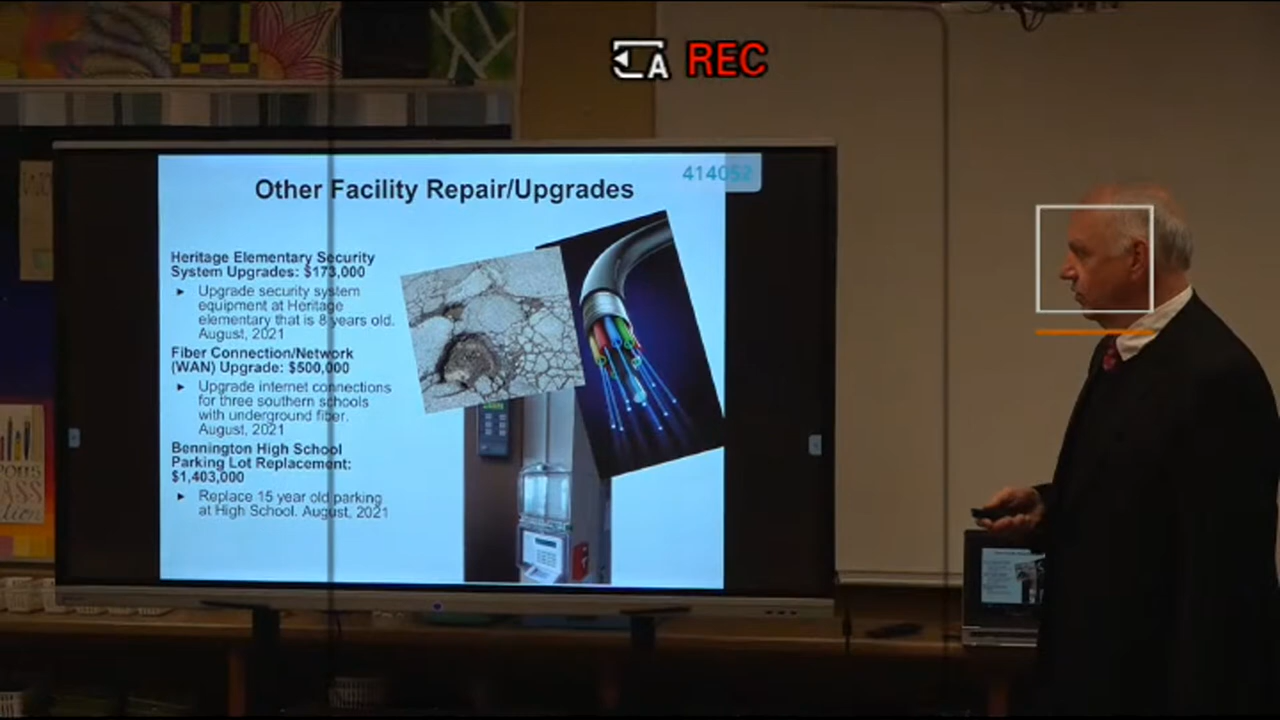 A REC
414052
Other Facility Repair/Upgrades
Heritage Elementary Security
System Upgrades: $173,000
► Upgrade security system
equipment at Heritage
elementary that is 8 years old.
August, 2021
Fiber Connection/Network
(WAN) Upgrade: $500,000
► Upgrade internet connections
for three southern schools
with underground fiber.
August, 2021
Bennington High School
Parking Lot Replacement:
$1,403,000
► Replace 15 year old parking
at High School. August, 2021